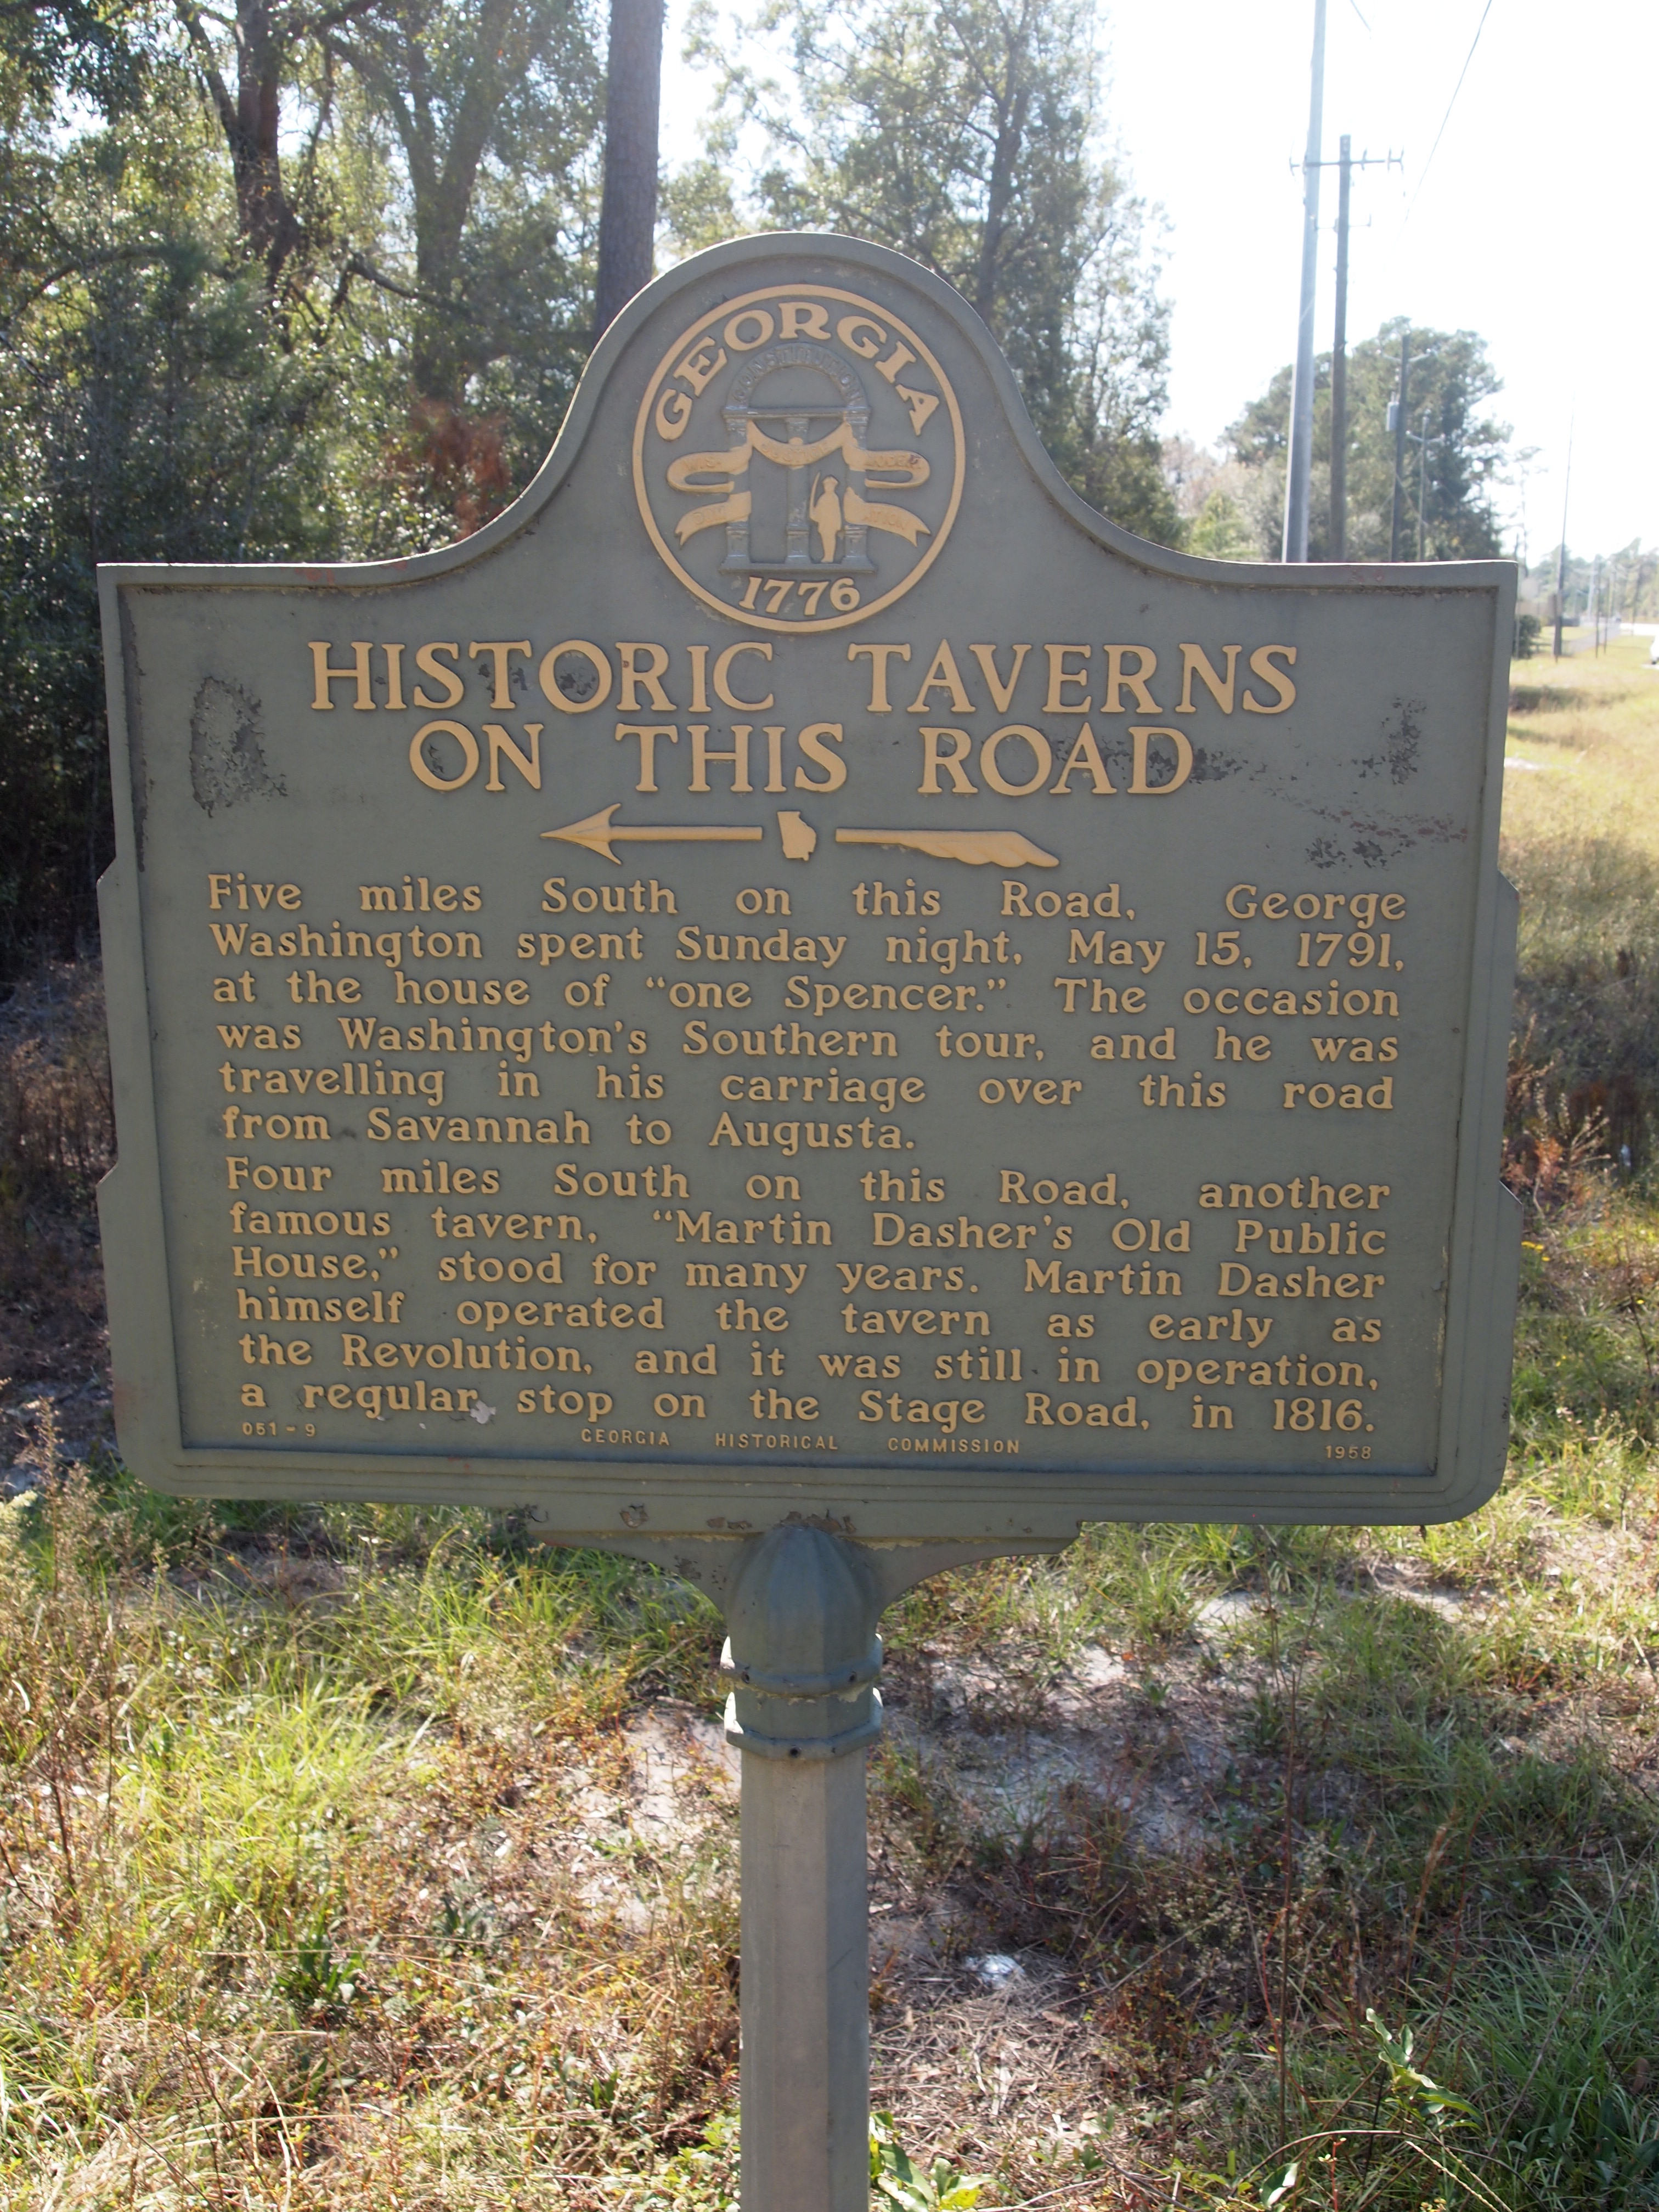 GEORGIA
CONSTITUTION
1776
HISTORIC TAVERNS
ON THIS ROAD
Five miles South on this Road, George
Washington spent Sunday night, May 15, 1791,
at the house of "one Spencer." The occasion
was Washington's Southern tour, and he was
travelling in his carriage over this road
from Savannah to Augusta.
Four miles South on this Road, another
famous tavern, "Martin Dasher's Old Public
House," stood for many years. Martin Dasher
himself operated the tavern as early as
the Revolution, and it was still in operation,
a regular stop on the Stage Road, in 1816.
051-9 GEORGIA HISTORICAL COMMISSION 1958